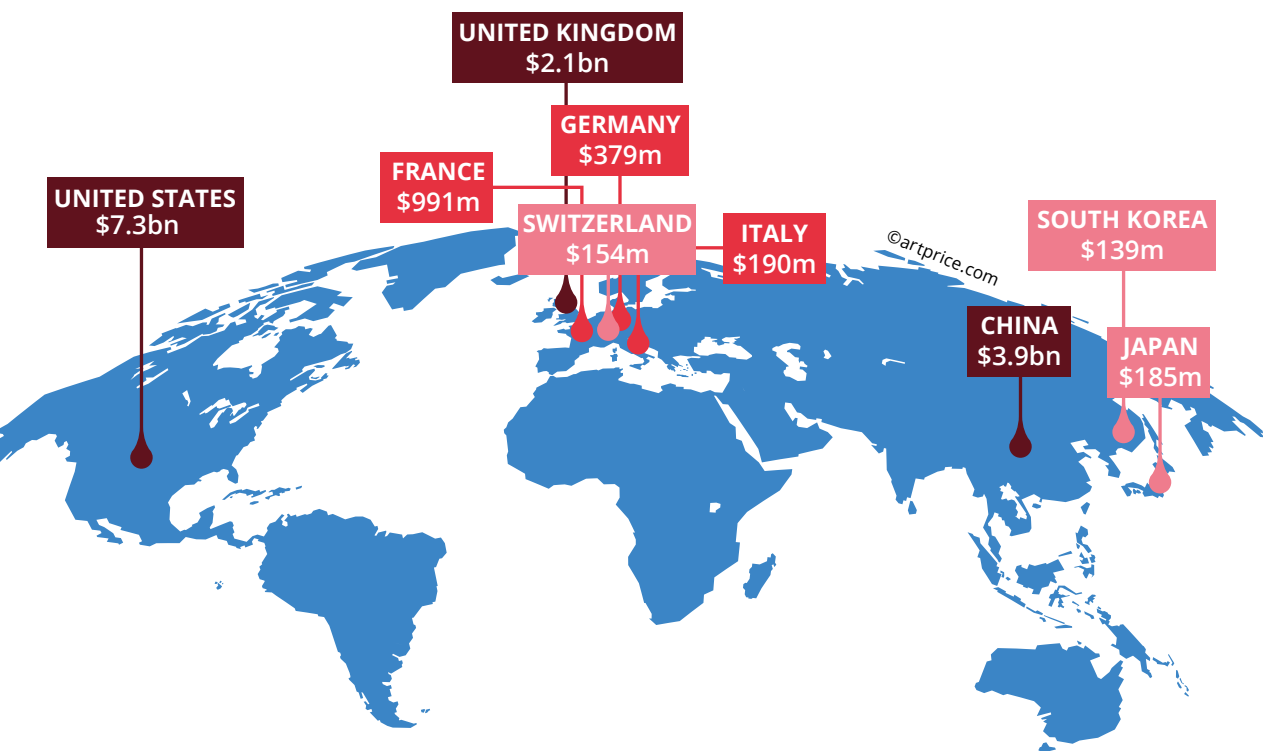 UNITED KINGDOM
$2.1bn
GERMANY
$379m
FRANCE
$991m
UNITED STATES
$7.3bn
SWITZERLAND
$154m
ITALY
$190m
©artprice.com
SOUTH KOREA
$139m
CHINA
$3.9bn
JAPAN
$185m